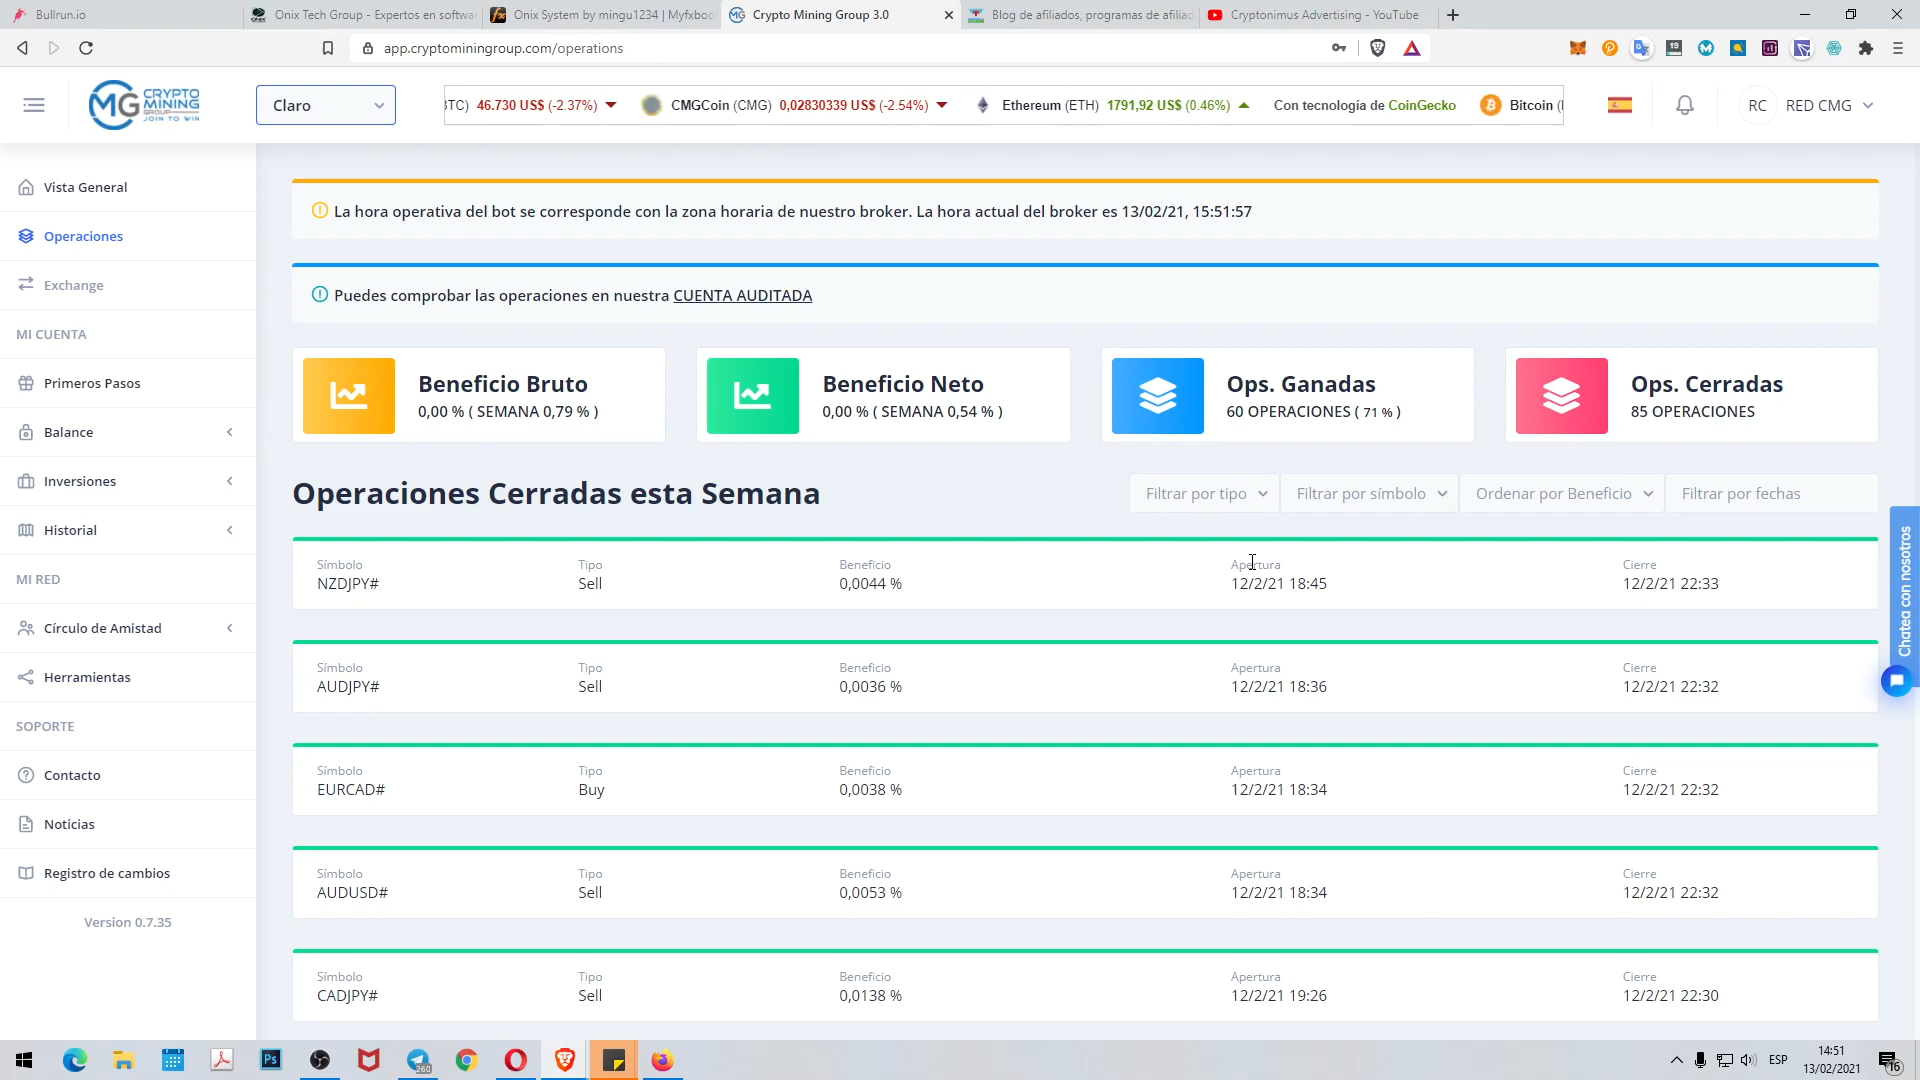 Bullrun.io
Onix Tech Group - Expertos en softwa
Onix System by mingu1234 | Myfxboo
Crypto Mining Group 3.0
Blog de afiliados, programas de afiliad
Cryptonimus Advertising - YouTube
app.cryptominingroup.com/operations
19
MG CRYPTO
MINING
GROUP
JOIN TO WIN
Claro
BTC) 46.730 US$ (-2.37%)
CMGCoin (CMG) 0,02830339 US$ (-2.54%)
Ethereum (ETH) 1791,92 US$ (0.46%)
Con tecnología de CoinGecko
Bitcoin (
RC
RED CMG
Vista General
Operaciones
Exchange
MI CUENTA
Primeros Pasos
Balance
Inversiones
Historial
MI RED
Círculo de Amistad
Herramientas
SOPORTE
Contacto
Noticias
Registro de cambios
Version 0.7.35
La hora operativa del bot se corresponde con la zona horaria de nuestro broker. La hora actual del broker es 13/02/21, 15:51:57
Puedes comprobar las operaciones en nuestra CUENTA AUDITADA
Beneficio Bruto
0,00 % ( SEMANA 0,79 % )
Beneficio Neto
0,00 % ( SEMANA 0,54 % )
Ops. Ganadas
60 OPERACIONES ( 71 % )
Ops. Cerradas
85 OPERACIONES
Operaciones Cerradas esta Semana
Filtrar por tipo
Filtrar por símbolo
Ordenar por Beneficio
Filtrar por fechas
Símbolo Tipo Beneficio Apertura Cierre
NZDJPY# Sell 0,0044 % 12/2/21 18:45 12/2/21 22:33
Símbolo Tipo Beneficio Apertura Cierre
AUDJPY# Sell 0,0036 % 12/2/21 18:36 12/2/21 22:32
Símbolo Tipo Beneficio Apertura Cierre
EURCAD# Buy 0,0038 % 12/2/21 18:34 12/2/21 22:32
Símbolo Tipo Beneficio Apertura Cierre
AUDUSD# Sell 0,0053 % 12/2/21 18:34 12/2/21 22:32
Símbolo Tipo Beneficio Apertura Cierre
CADJPY# Sell 0,0138 % 12/2/21 19:26 12/2/21 22:30
Chatea con nosotros
Ps
260
ESP
14:51
13/02/2021
16